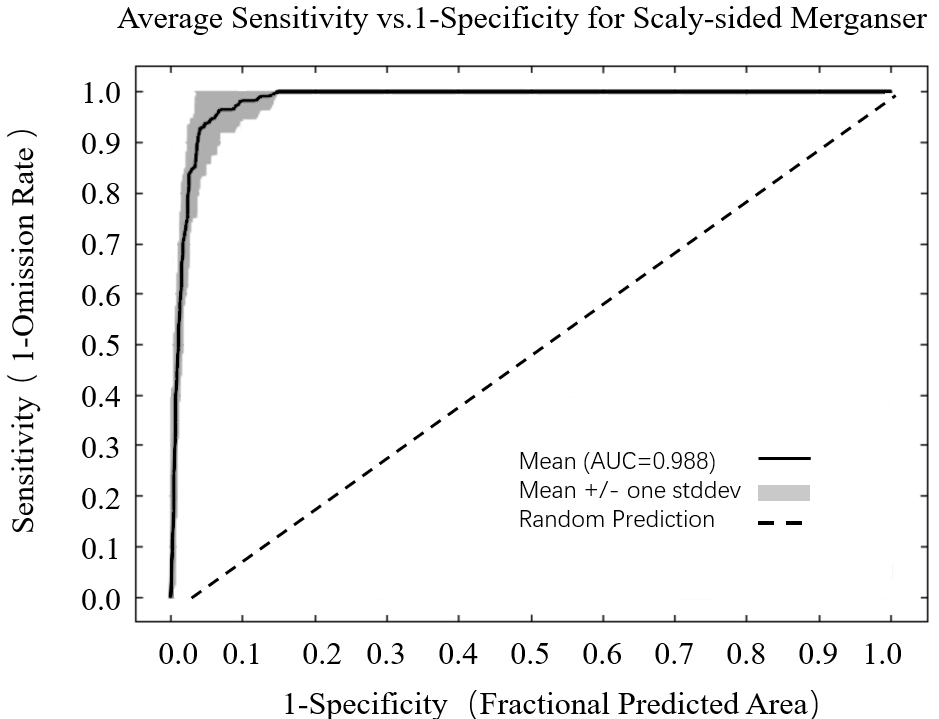 Average Sensitivity vs.1-Specificity for Scaly-sided Merganser
Sensitivity（ 1-Omission Rate ）
1.0
0.9
0.8
0.7
0.6
0.5
0.4
0.3
0.2
0.1
0.0
Mean (AUC=0.988)
Mean +/- one stddev
Random Prediction
0.0 0.1 0.2 0.3 0.4 0.5 0.6 0.7 0.8 0.9 1.0
1-Specificity（Fractional Predicted Area）